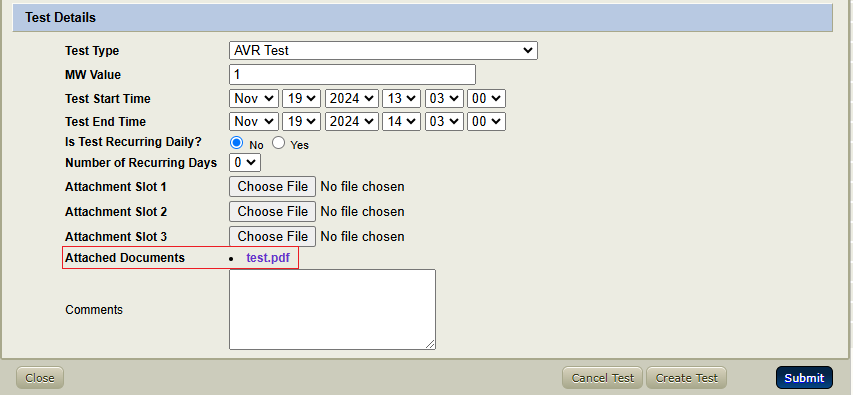 Test Details
Test Type AVR Test
MW Value 1
Test Start Time Nov 19 2024 13 03 00
Test End Time Nov 19 2024 14 03 00
Is Test Recurring Daily? No Yes
Number of Recurring Days 0
Attachment Slot 1 Choose File No file chosen
Attachment Slot 2 Choose File No file chosen
Attachment Slot 3 Choose File No file chosen
Attached Documents • test.pdf
Comments
Close Cancel Test Create Test Submit